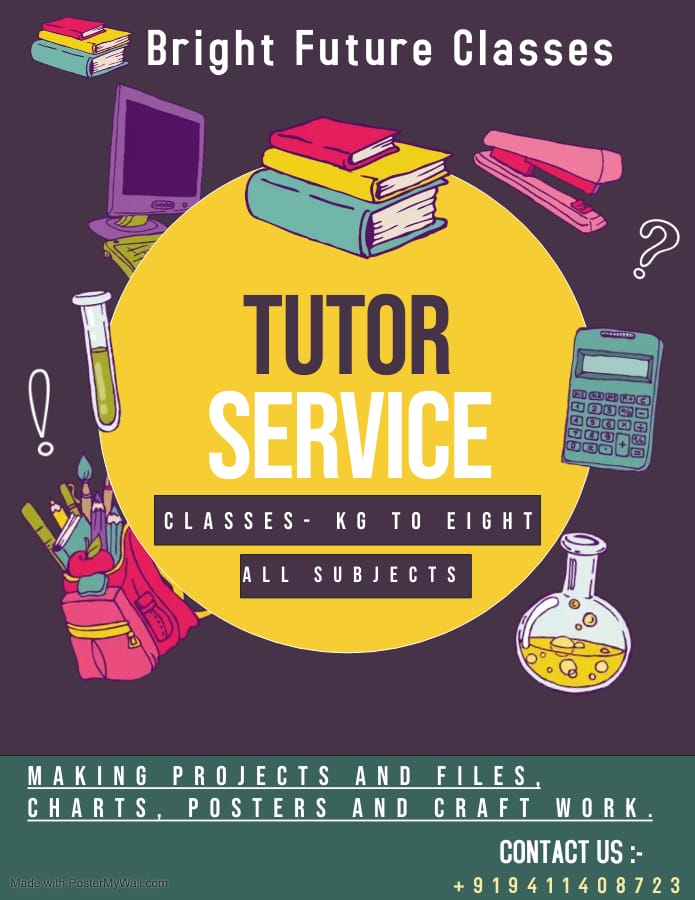 Bright Future Classes
TUTOR
SERVICE
CLASSES- KG TO EIGHT
ALL SUBJECTS
MAKING PROJECTS AND FILES,
CHARTS, POSTERS AND CRAFT WORK.
CONTACT US :-
+919411408723
Made with PosterMyWall.com